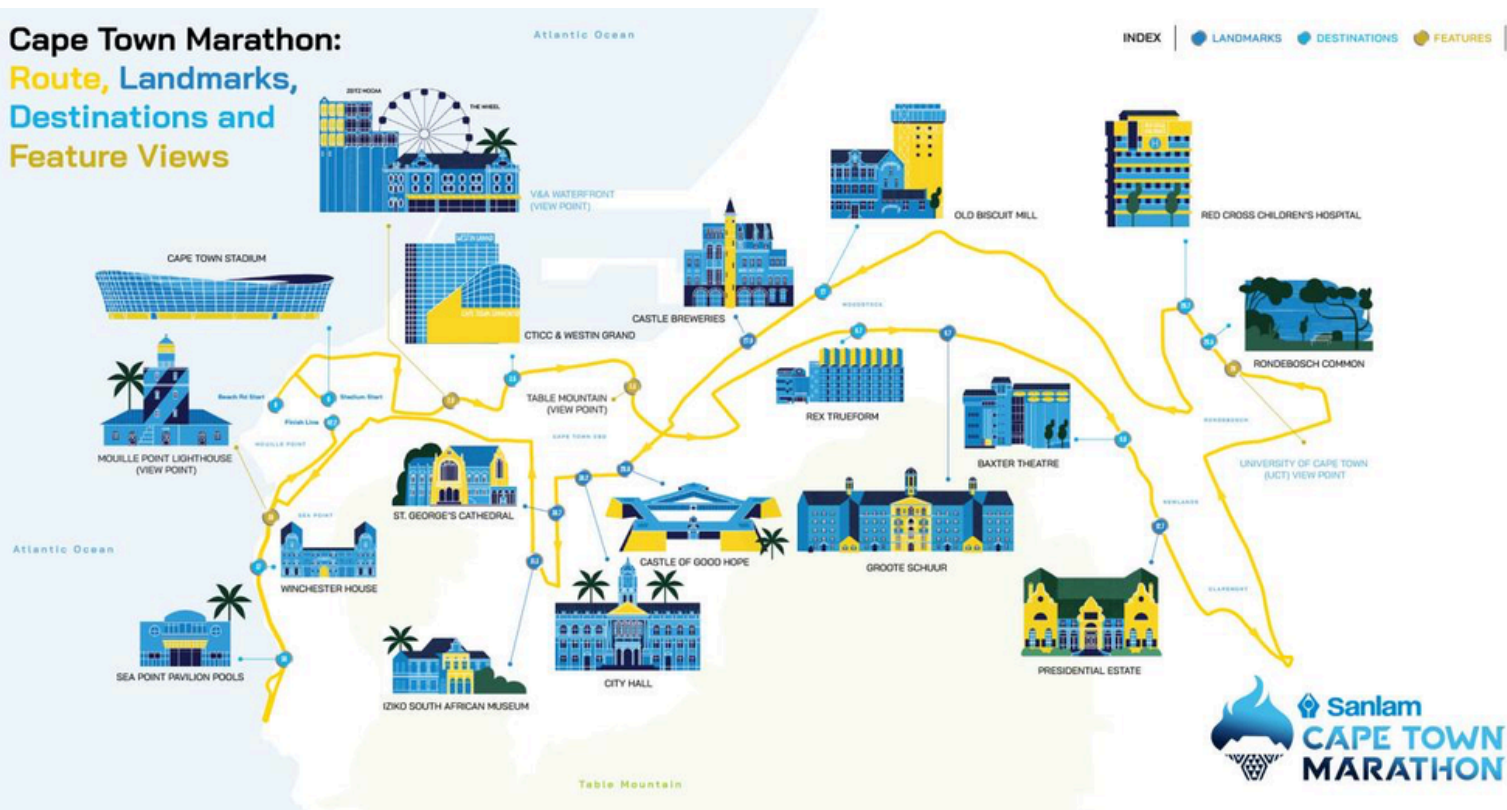 Cape Town Marathon:
Route, Landmarks,
Destinations and
Feature Views
Atlantic Ocean
INDEX
LANDMARKS
DESTINATIONS
FEATURES
ZEITZ MOCAA
THE WHEEL
V&A WATERFRONT
(VIEW POINT)
OLD BISCUIT MILL
RED CROSS CHILDREN'S HOSPITAL
CAPE TOWN STADIUM
WESTIN GRAND
CTICC & WESTIN GRAND
CASTLE BREWERIES
WOODSTOCK
RONDEBOSCH COMMON
MOUILLE POINT LIGHTHOUSE
(VIEW POINT)
Beach Rd Start
Stadium Start
Finish Line
MOUILLE POINT
TABLE MOUNTAIN
(VIEW POINT)
CAPE TOWN CBD
REX TRUEFORM
BAXTER THEATRE
RONDEBOSCH
UNIVERSITY OF CAPE TOWN
(UCT) VIEW POINT
ST. GEORGE'S CATHEDRAL
SEA POINT
CASTLE OF GOOD HOPE
GROOTE SCHUUR
NEWLANDS
Atlantic Ocean
WINCHESTER HOUSE
CLAREMONT
SEA POINT PAVILION POOLS
IZIKO SOUTH AFRICAN MUSEUM
CITY HALL
PRESIDENTIAL ESTATE
Table Mountain
Sanlam
CAPE TOWN
MARATHON